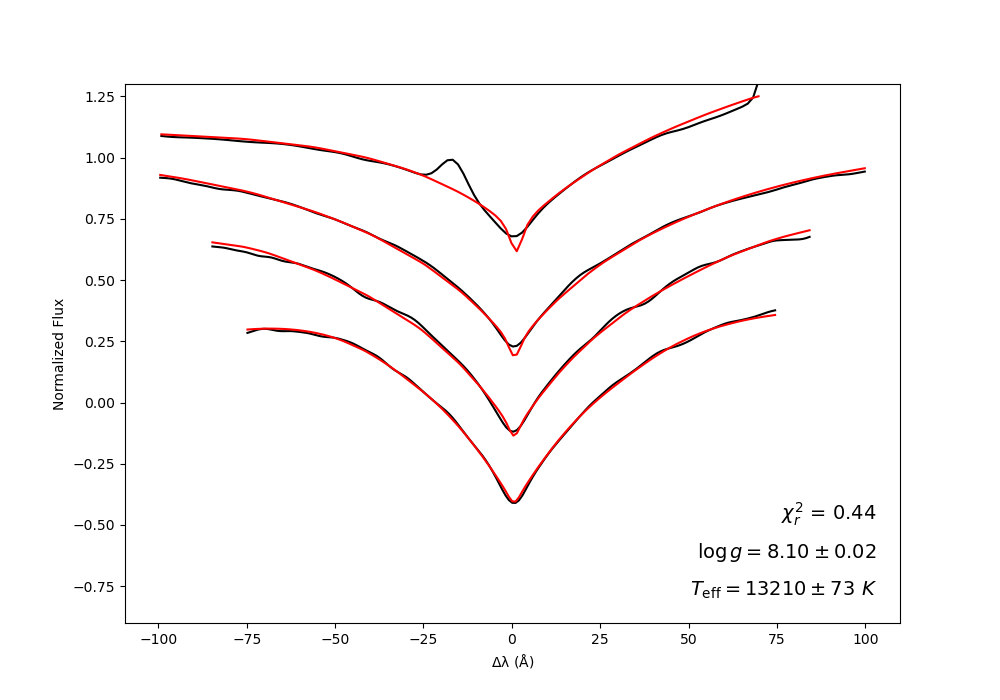 1.25
1.00
0.75
0.50
0.25
0.00
−0.25
−0.50
−0.75
Normalized Flux
χ²ᵣ = 0.44
log g = 8.10 ± 0.02
T_eff = 13210 ± 73 K
−100 −75 −50 −25 0 25 50 75 100
Δλ (Å)